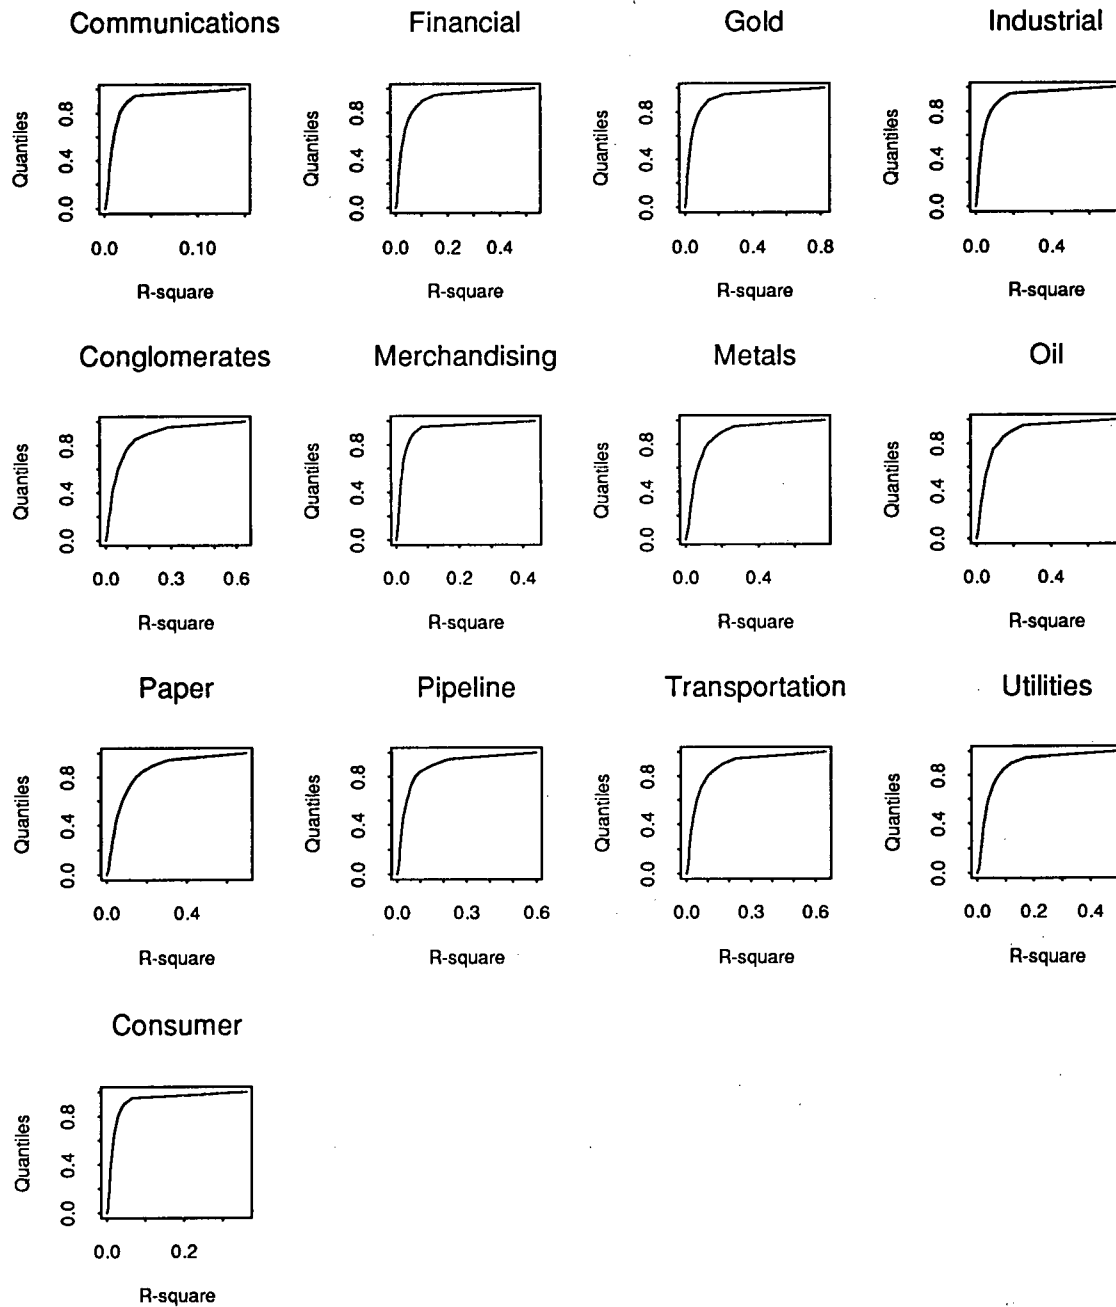 Communications Financial Gold Industrial
Quantiles 0.0 0.4 0.8 Quantiles 0.0 0.4 0.8 Quantiles 0.0 0.4 0.8 Quantiles 0.0 0.4 0.8
0.0 0.10 0.0 0.2 0.4 0.0 0.4 0.8 0.0 0.4
R-square R-square R-square R-square
Conglomerates Merchandising Metals Oil
Quantiles 0.0 0.4 0.8 Quantiles 0.0 0.4 0.8 Quantiles 0.0 0.4 0.8 Quantiles 0.0 0.4 0.8
0.0 0.3 0.6 0.0 0.2 0.4 0.0 0.4 0.0 0.4
R-square R-square R-square R-square
Paper Pipeline Transportation Utilities
Quantiles 0.0 0.4 0.8 Quantiles 0.0 0.4 0.8 Quantiles 0.0 0.4 0.8 Quantiles 0.0 0.4 0.8
0.0 0.4 0.0 0.3 0.6 0.0 0.3 0.6 0.0 0.2 0.4
R-square R-square R-square R-square
Consumer
Quantiles 0.0 0.4 0.8
0.0 0.2
R-square